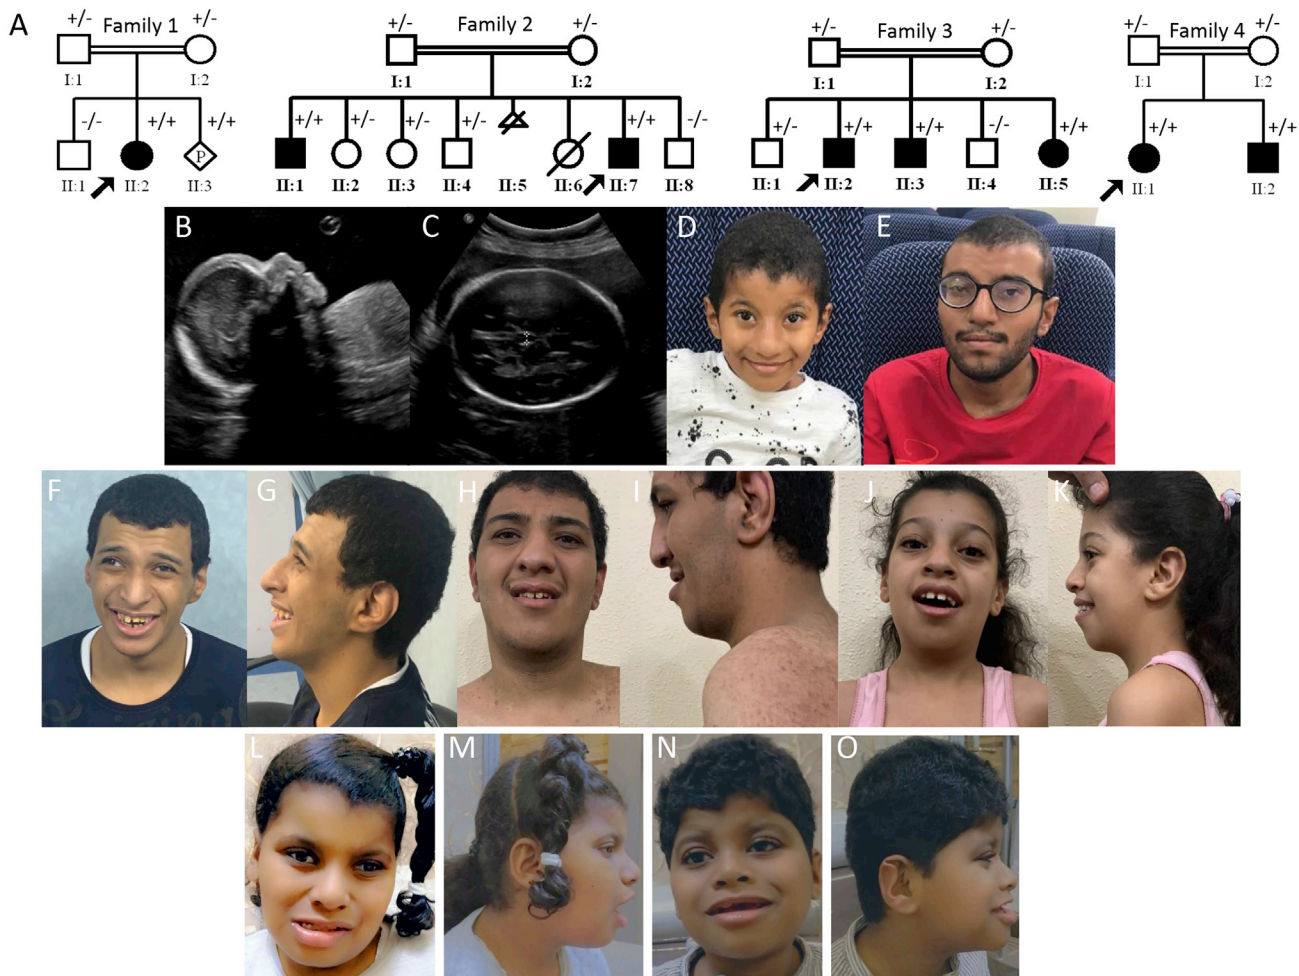 A
Family 1
Family 2
Family 3
Family 4
+/- +/- +/- +/- +/- +/- +/- +/-
I:1 I:2 I:1 I:2 I:1 I:2 I:1 I:2
-/- +/+ +/+ +/+ +/- +/- +/- +/+ -/- +/- +/+ +/+ -/- +/+ +/+ +/+
P
II:1 II:2 II:3 II:1 II:2 II:3 II:4 II:5 II:6 II:7 II:8 II:1 II:2 II:3 II:4 II:5 II:1 II:2
B C D E
F G H I J K
L M N O